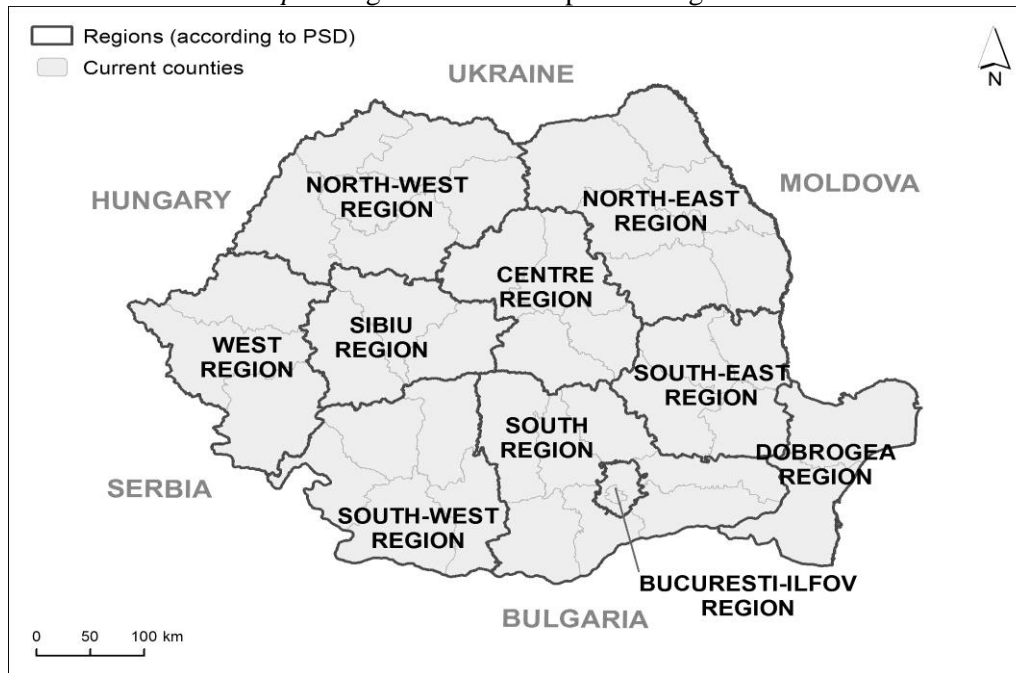 Regions (according to PSD)
Current counties
UKRAINE
N
HUNGARY
MOLDOVA
NORTH-WEST
REGION
NORTH-EAST
REGION
CENTRE
REGION
SIBIU
REGION
WEST
REGION
SOUTH-EAST
REGION
SOUTH
REGION
DOBROGEA
REGION
SERBIA
SOUTH-WEST
REGION
BUCURESTI-ILFOV
REGION
BULGARIA
0 50 100 km